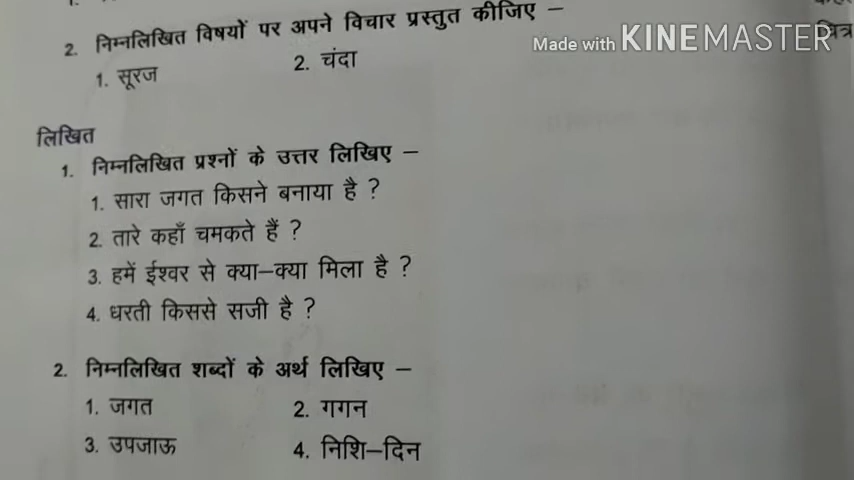 2. निम्नलिखित विषयों पर अपने विचार प्रस्तुत कीजिए –
Made with KINEMASTER
चित्र
1. सूरज 2. चंदा
लिखित
1. निम्नलिखित प्रश्नों के उत्तर लिखिए –
1. सारा जगत किसने बनाया है ?
2. तारे कहाँ चमकते हैं ?
3. हमें ईश्वर से क्या–क्या मिला है ?
4. धरती किससे सजी है ?
2. निम्नलिखित शब्दों के अर्थ लिखिए –
1. जगत 2. गगन
3. उपजाऊ 4. निशि–दिन